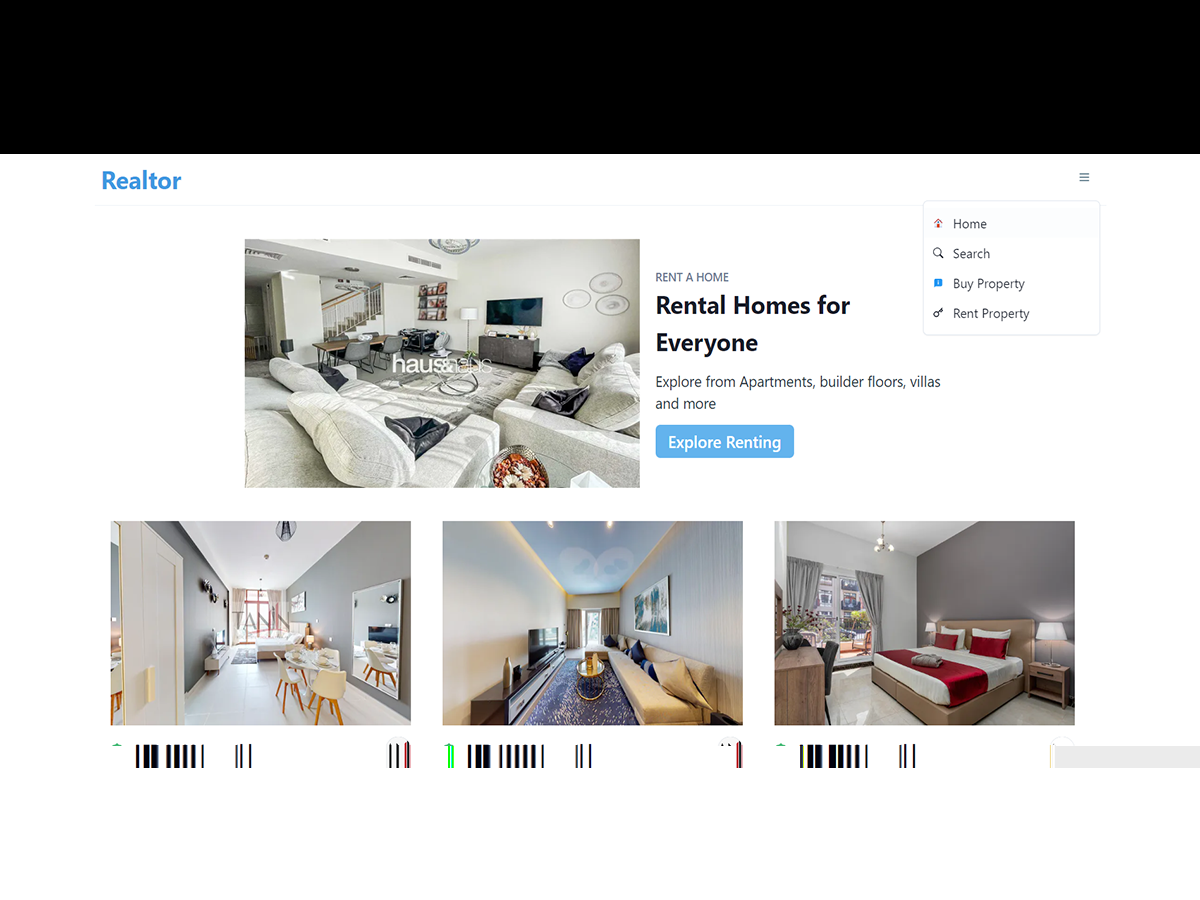 Realtor
Home
Search
Buy Property
Rent Property
RENT A HOME
Rental Homes for
Everyone
Explore from Apartments, builder floors, villas
and more
Explore Renting
haus&haus